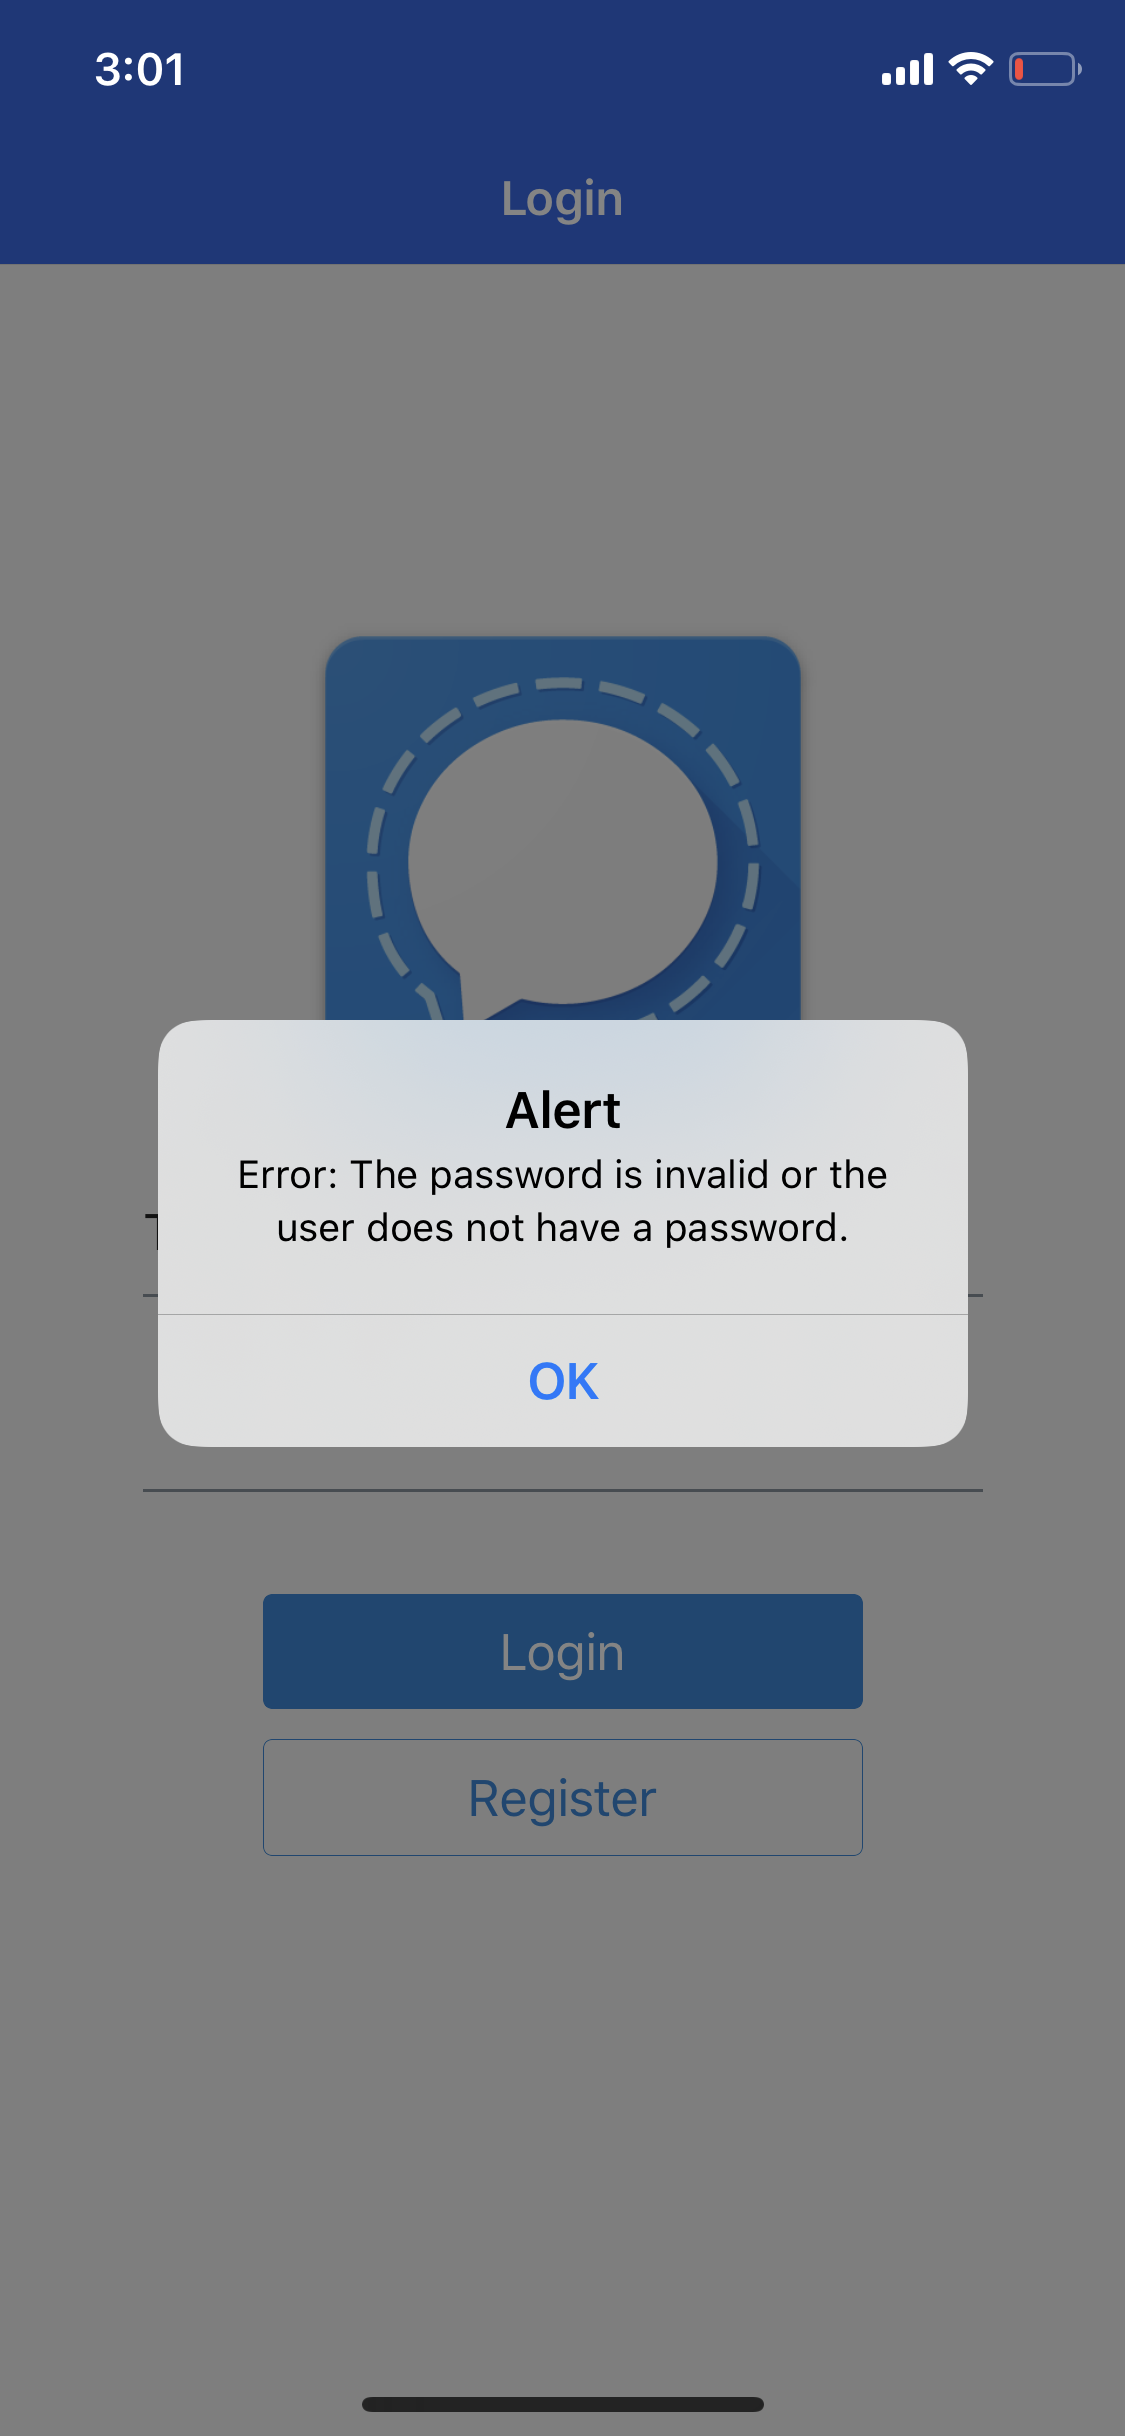 3:01
Login
Alert
Error: The password is invalid or the
user does not have a password.
T
OK
Login
Register